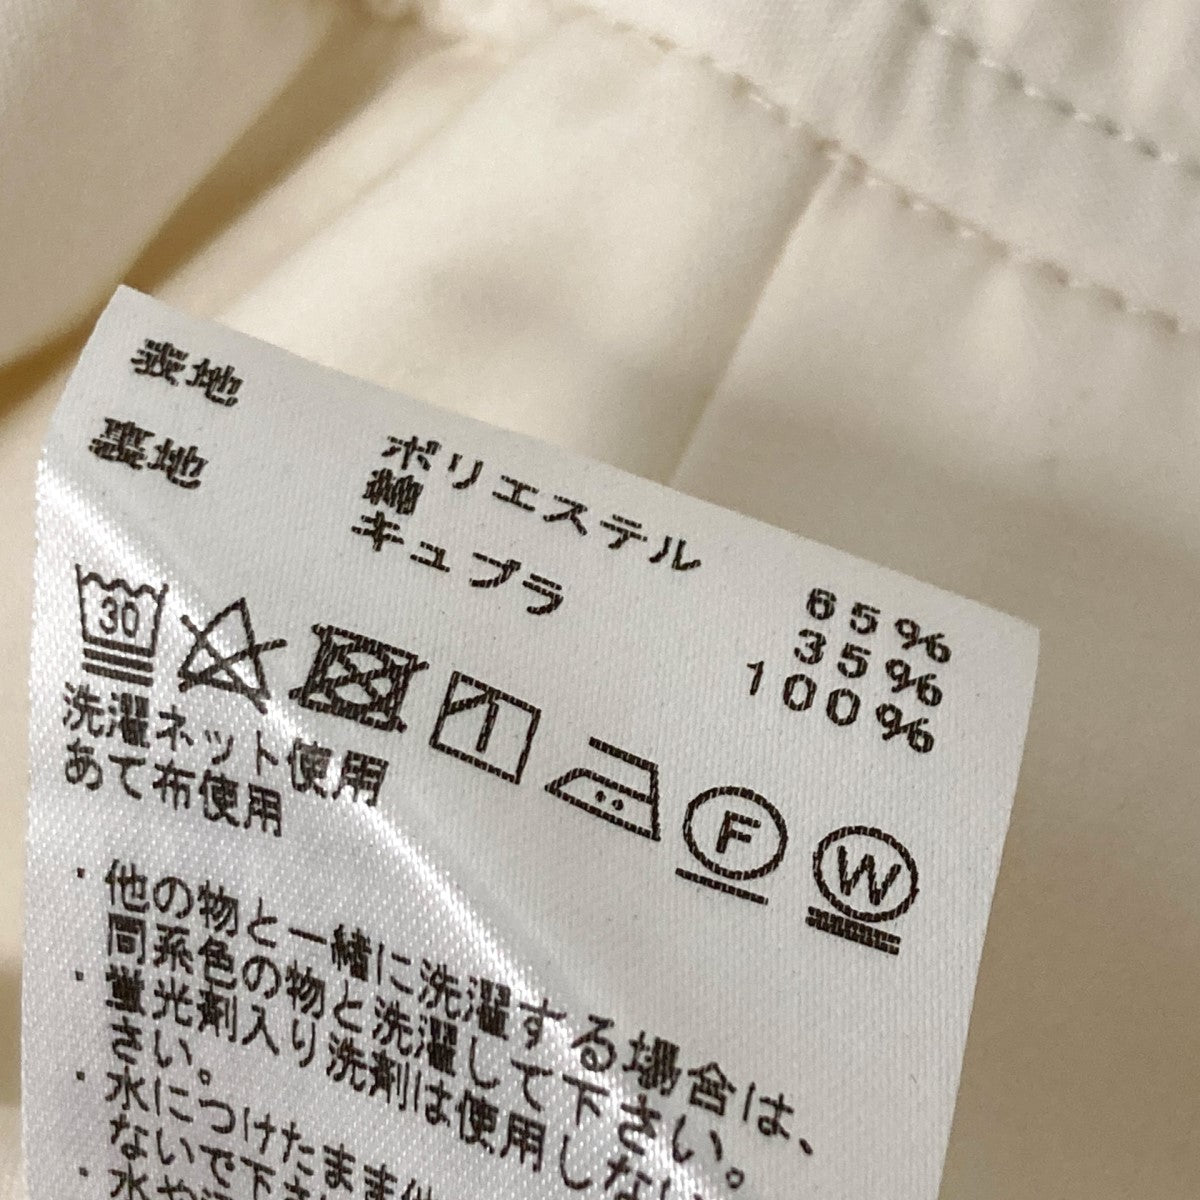 表地 ポリエステル 65%
綿 35%
裏地 キュプラ 100%
30
F
W
洗濯ネット使用
あて布使用
・他の物と一緒に洗濯する場合は、
同系色の物と洗濯して下さい。
・蛍光剤入り洗剤は使用しな
さい。
・水につけたまま
ないで下さ
・水や